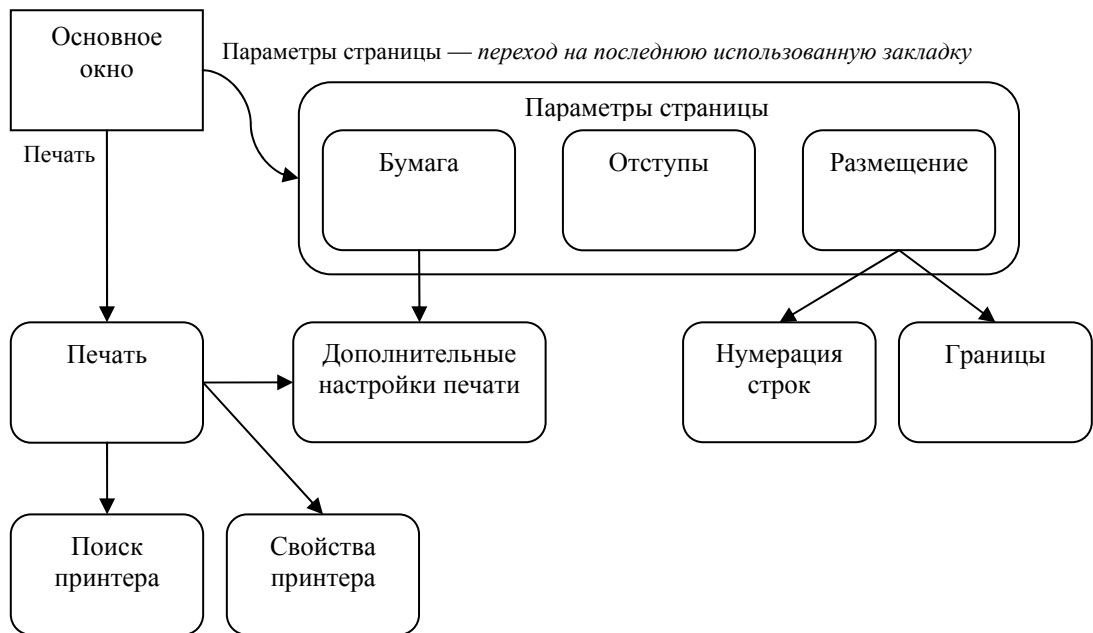 Основное
окно
Параметры страницы — переход на последнюю использованную закладку
Параметры страницы
Бумага
Отступы
Размещение
Печать
Печать
Дополнительные
настройки печати
Нумерация
строк
Границы
Поиск
принтера
Свойства
принтера